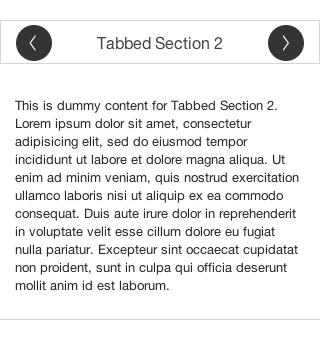 Tabbed Section 2
This is dummy content for Tabbed Section 2.
Lorem ipsum dolor sit amet, consectetur
adipisicing elit, sed do eiusmod tempor
incididunt ut labore et dolore magna aliqua. Ut
enim ad minim veniam, quis nostrud exercitation
ullamco laboris nisi ut aliquip ex ea commodo
consequat. Duis aute irure dolor in reprehenderit
in voluptate velit esse cillum dolore eu fugiat
nulla pariatur. Excepteur sint occaecat cupidatat
non proident, sunt in culpa qui officia deserunt
mollit anim id est laborum.